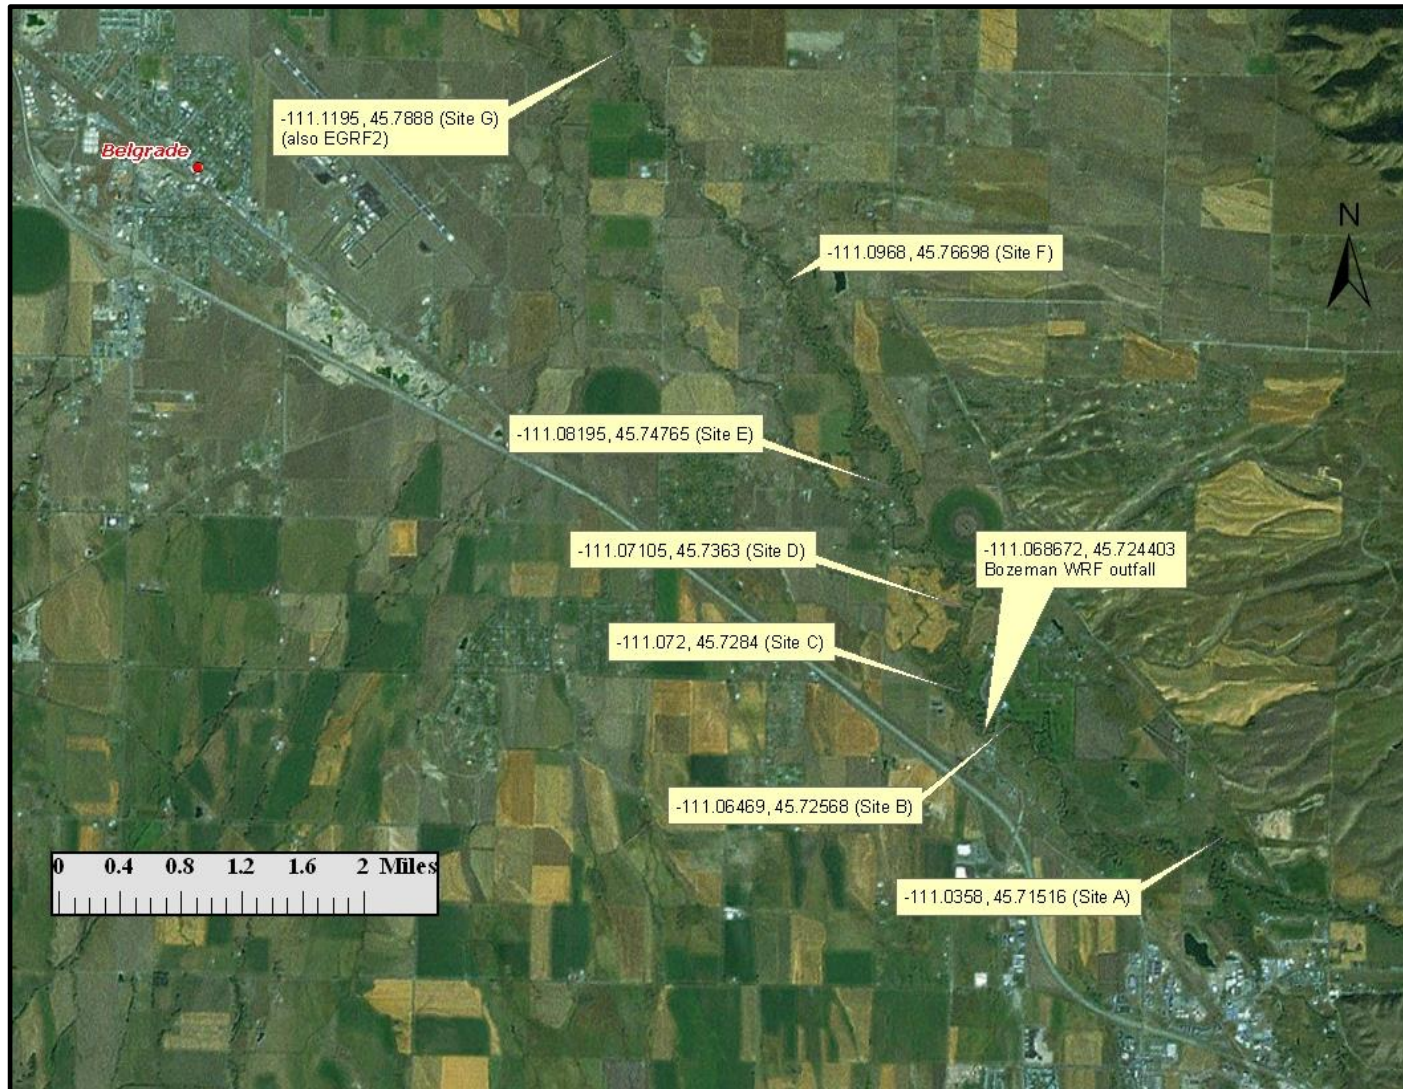 -111.1195, 45.7888 (Site G)
(also EGRF2)
Belgrade
N
-111.0968, 45.76698 (Site F)
-111.08195, 45.74765 (Site E)
-111.07105, 45.7363 (Site D)
-111.068672, 45.724403
Bozeman WRF outfall
-111.072, 45.7284 (Site C)
-111.06469, 45.72568 (Site B)
0 0.4 0.8 1.2 1.6 2 Miles
-111.0358, 45.71516 (Site A)